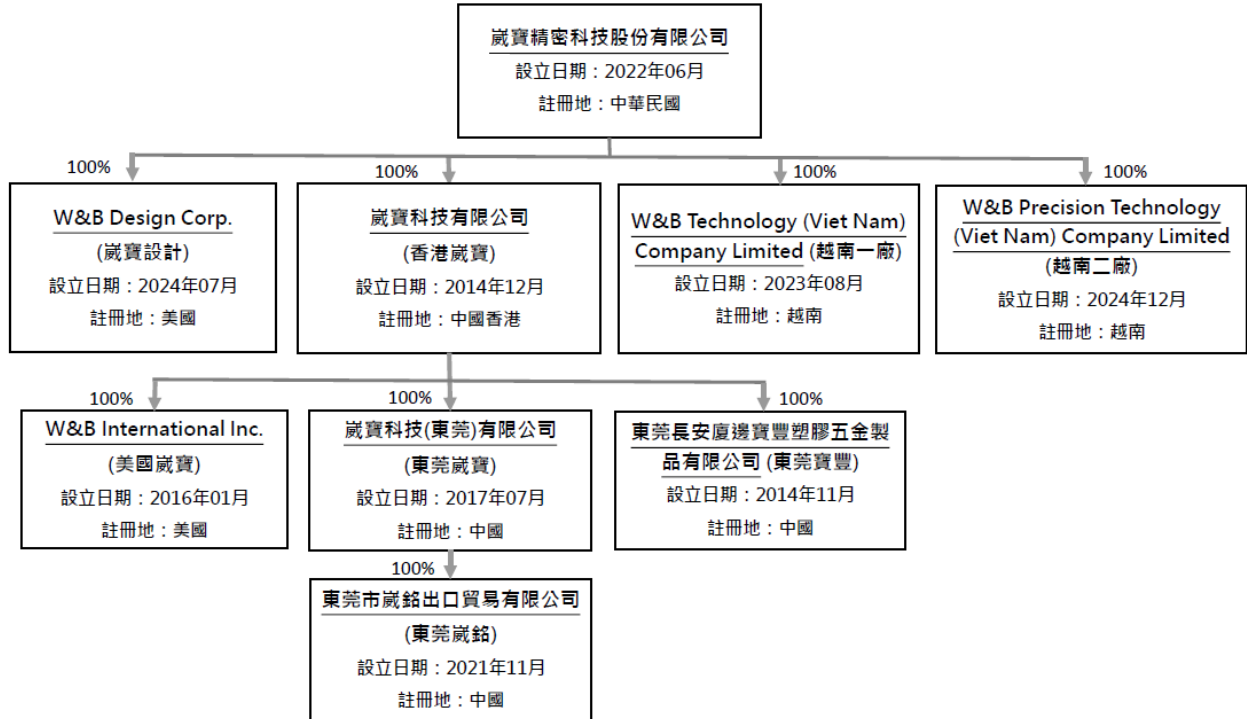 崴寶精密科技股份有限公司
設立日期：2022年06月
註冊地：中華民國
100%
100%
100%
100%
W&B Design Corp.
(崴寶設計)
設立日期：2024年07月
註冊地：美國
崴寶科技有限公司
(香港崴寶)
設立日期：2014年12月
註冊地：中國香港
W&B Technology (Viet Nam)
Company Limited (越南一廠)
設立日期：2023年08月
註冊地：越南
W&B Precision Technology
(Viet Nam) Company Limited
(越南二廠)
設立日期：2024年12月
註冊地：越南
100%
100%
100%
W&B International Inc.
(美國崴寶)
設立日期：2016年01月
註冊地：美國
崴寶科技(東莞)有限公司
(東莞崴寶)
設立日期：2017年07月
註冊地：中國
東莞長安廈邊寶豐塑膠五金製
品有限公司 (東莞寶豐)
設立日期：2014年11月
註冊地：中國
100%
東莞市崴銘出口貿易有限公司
(東莞崴銘)
設立日期：2021年11月
註冊地：中國